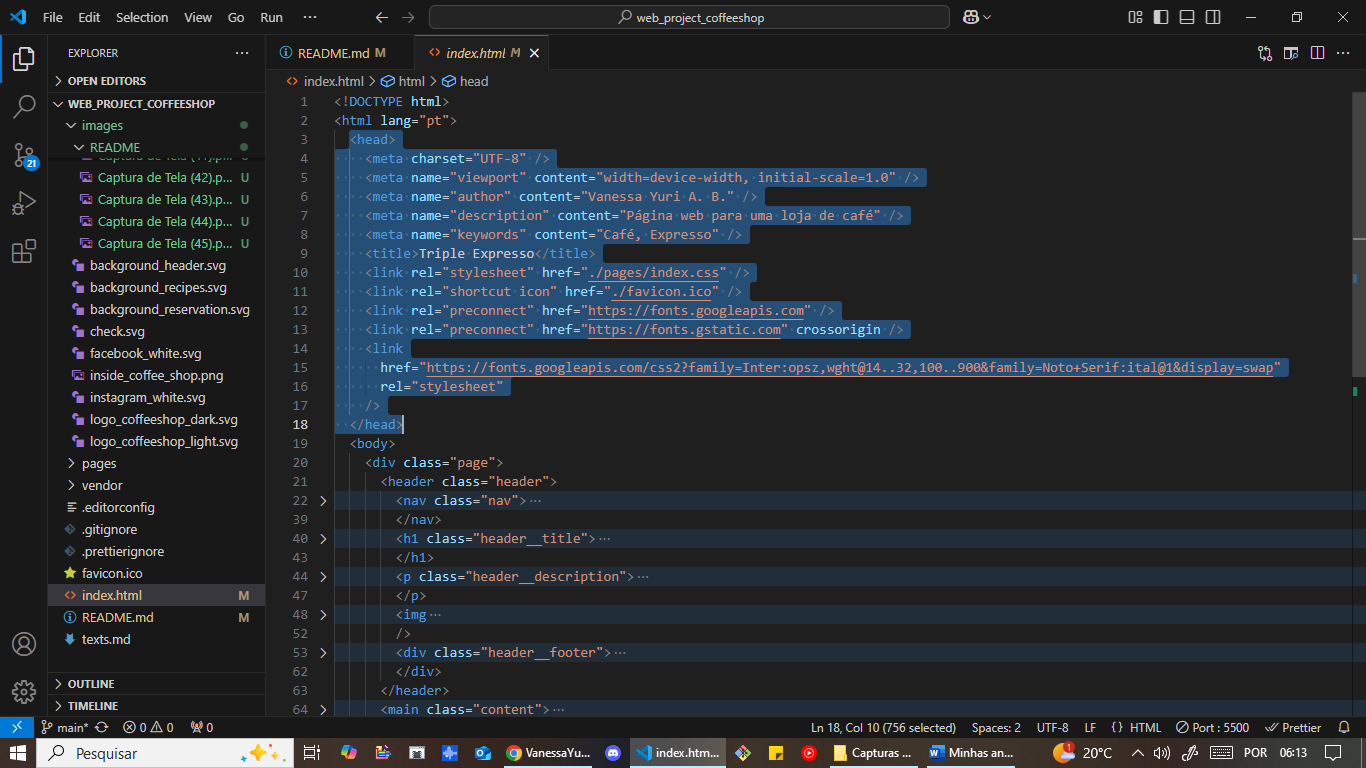 File Edit Selection View Go Run ···
web_project_coffeeshop
EXPLORER ···
OPEN EDITORS
WEB_PROJECT_COFFEESHOP
images
README
Captura de Tela (42).p... U
Captura de Tela (43).p... U
Captura de Tela (44).p... U
Captura de Tela (45).p... U
background_header.svg
background_recipes.svg
background_reservation.svg
check.svg
facebook_white.svg
inside_coffee_shop.png
instagram_white.svg
logo_coffeeshop_dark.svg
logo_coffeeshop_light.svg
pages
vendor
.editorconfig
.gitignore
.prettierignore
favicon.ico
index.html M
README.md M
texts.md
OUTLINE
TIMELINE
README.md M index.html M
index.html > html > head
1 <!DOCTYPE html>
2 <html lang="pt">
3 <head>
4 <meta charset="UTF-8" />
5 <meta name="viewport" content="width=device-width, initial-scale=1.0" />
6 <meta name="author" content="Vanessa Yuri A. B." />
7 <meta name="description" content="Página web para uma loja de café" />
8 <meta name="keywords" content="Café, Expresso" />
9 <title>Triple Expresso</title>
10 <link rel="stylesheet" href="./pages/index.css" />
11 <link rel="shortcut icon" href="./favicon.ico" />
12 <link rel="preconnect" href="https://fonts.googleapis.com" />
13 <link rel="preconnect" href="https://fonts.gstatic.com" crossorigin />
14 <link
15 href="https://fonts.googleapis.com/css2?family=Inter:opsz,wght@14..32,100..900&family=Noto+Serif:ital@1&display=swap"
16 rel="stylesheet"
17 />
18 </head>
19 <body>
20 <div class="page">
21 <header class="header">
22 <nav class="nav">···
39 </nav>
40 <h1 class="header__title">···
43 </h1>
44 <p class="header__description">···
47 </p>
48 <img···
52 />
53 <div class="header__footer">···
62 </div>
63 </header>
64 <main class="content">···
21
main* 0 0 0 Ln 18, Col 10 (756 selected) Spaces: 2 UTF-8 LF {} HTML Port : 5500 Prettier
Pesquisar VanessaYu... index.htm... Capturas ... Minhas an... 1 20°C POR 06:13